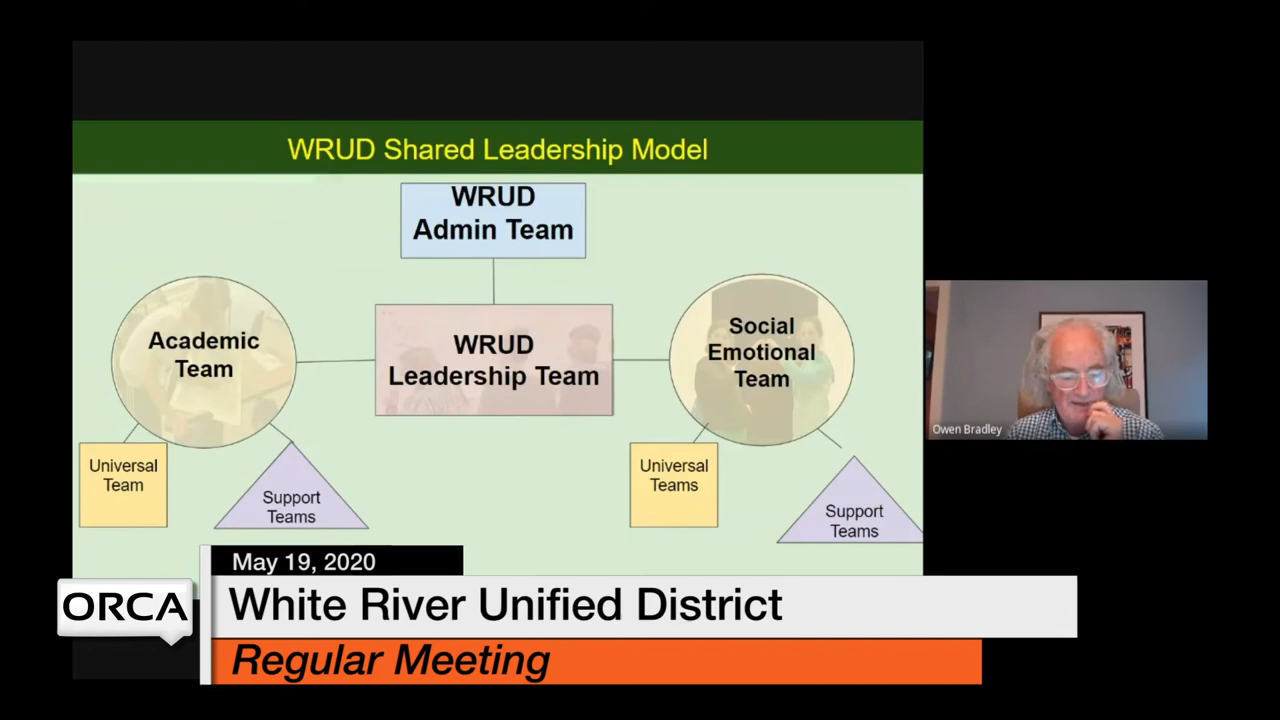 WRUD Shared Leadership Model
WRUD
Admin Team
Academic
Team
WRUD
Leadership Team
Social
Emotional
Team
Universal
Team
Support
Teams
Universal
Teams
Support
Teams
Owen Bradley
May 19, 2020
ORCA
White River Unified District
Regular Meeting